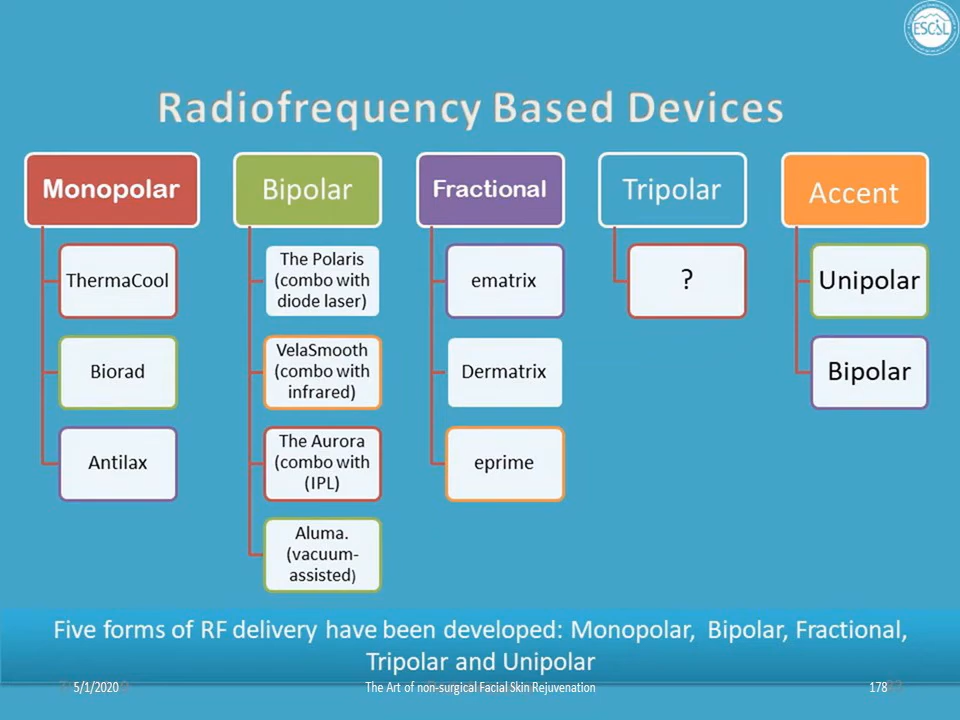 ESCSL
Radiofrequency Based Devices
Monopolar
ThermaCool
Biorad
Antilax
Bipolar
The Polaris
(combo with
diode laser)
VelaSmooth
(combo with
infrared)
The Aurora
(combo with
(IPL)
Aluma.
(vacuum-
assisted)
Fractional
ematrix
Dermatrix
eprime
Tripolar
?
Accent
Unipolar
Bipolar
Five forms of RF delivery have been developed: Monopolar, Bipolar, Fractional,
Tripolar and Unipolar
5/1/2020
The Art of non-surgical Facial Skin Rejuvenation
178